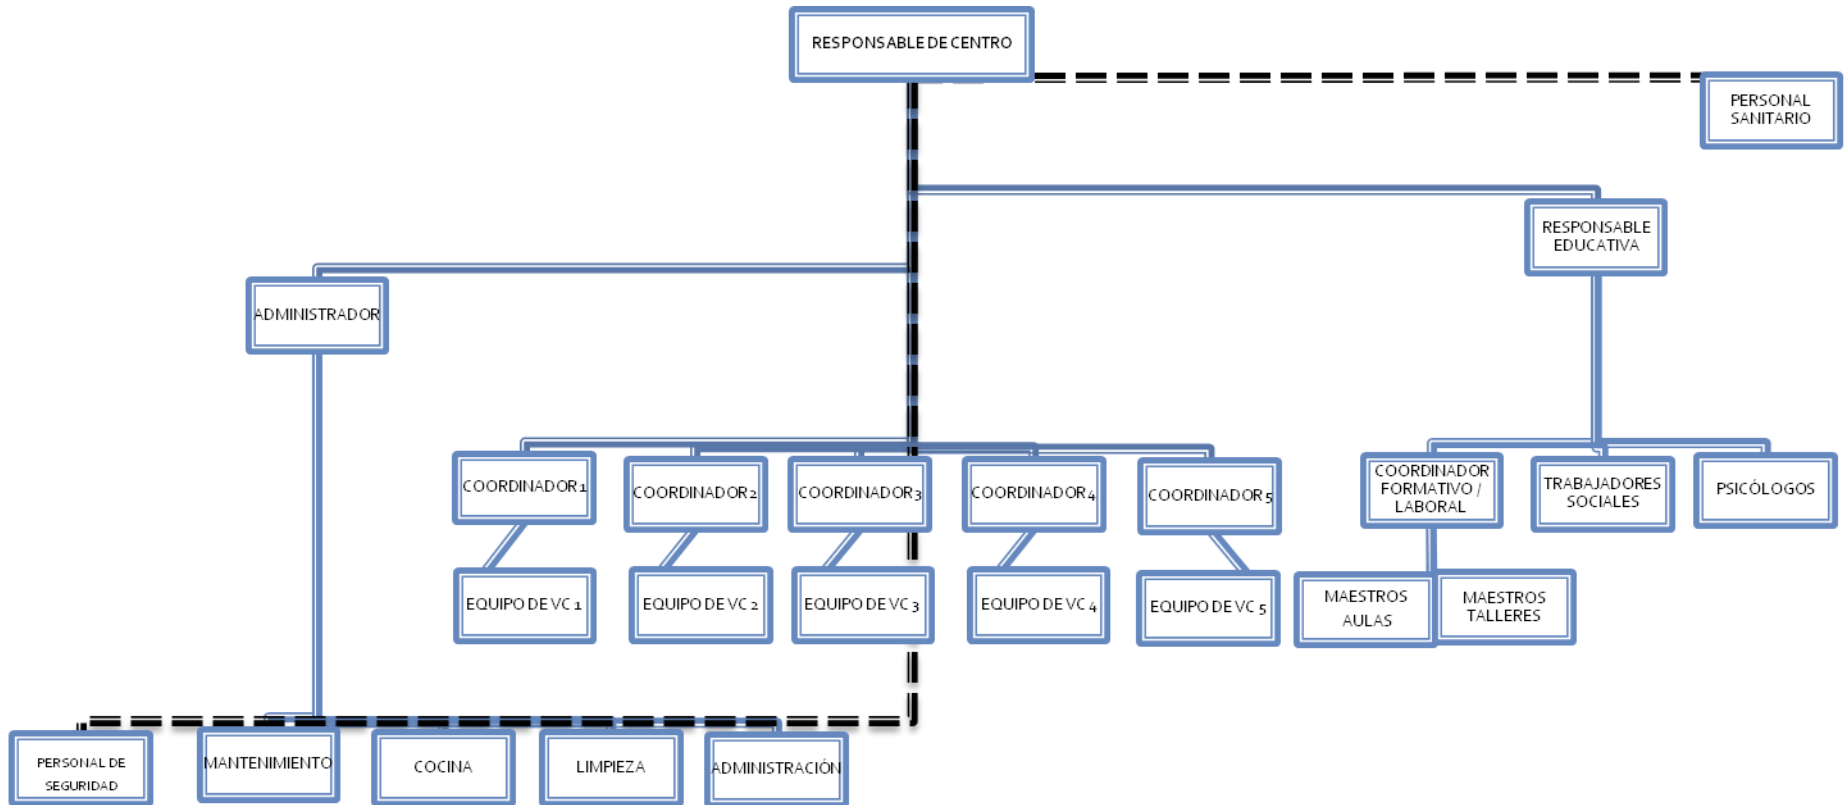 RESPONSABLE DE CENTRO
PERSONAL
SANITARIO
RESPONSABLE
EDUCATIVA
ADMINISTRADOR
COORDINADOR 1
COORDINADOR 2
COORDINADOR 3
COORDINADOR 4
COORDINADOR 5
COORDINADOR
FORMATIVO /
LABORAL
TRABAJADORES
SOCIALES
PSICÓLOGOS
EQUIPO DE VC 1
EQUIPO DE VC 2
EQUIPO DE VC 3
EQUIPO DE VC 4
EQUIPO DE VC 5
MAESTROS
AULAS
MAESTROS
TALLERES
PERSONAL DE
SEGURIDAD
MANTENIMIENTO
COCINA
LIMPIEZA
ADMINISTRACIÓN